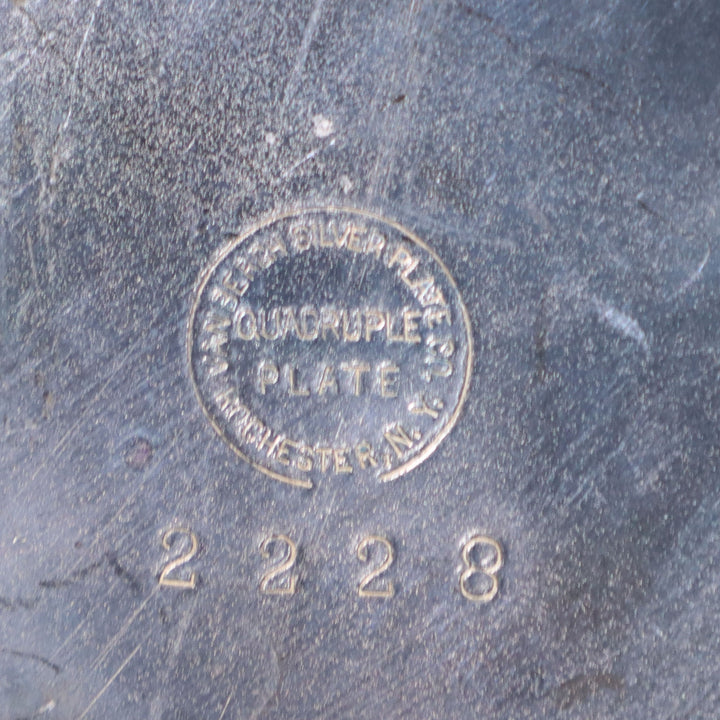 VAN BERGH SILVER PLATE CO.
QUADRUPLE
PLATE
ROCHESTER, N.Y.
2228